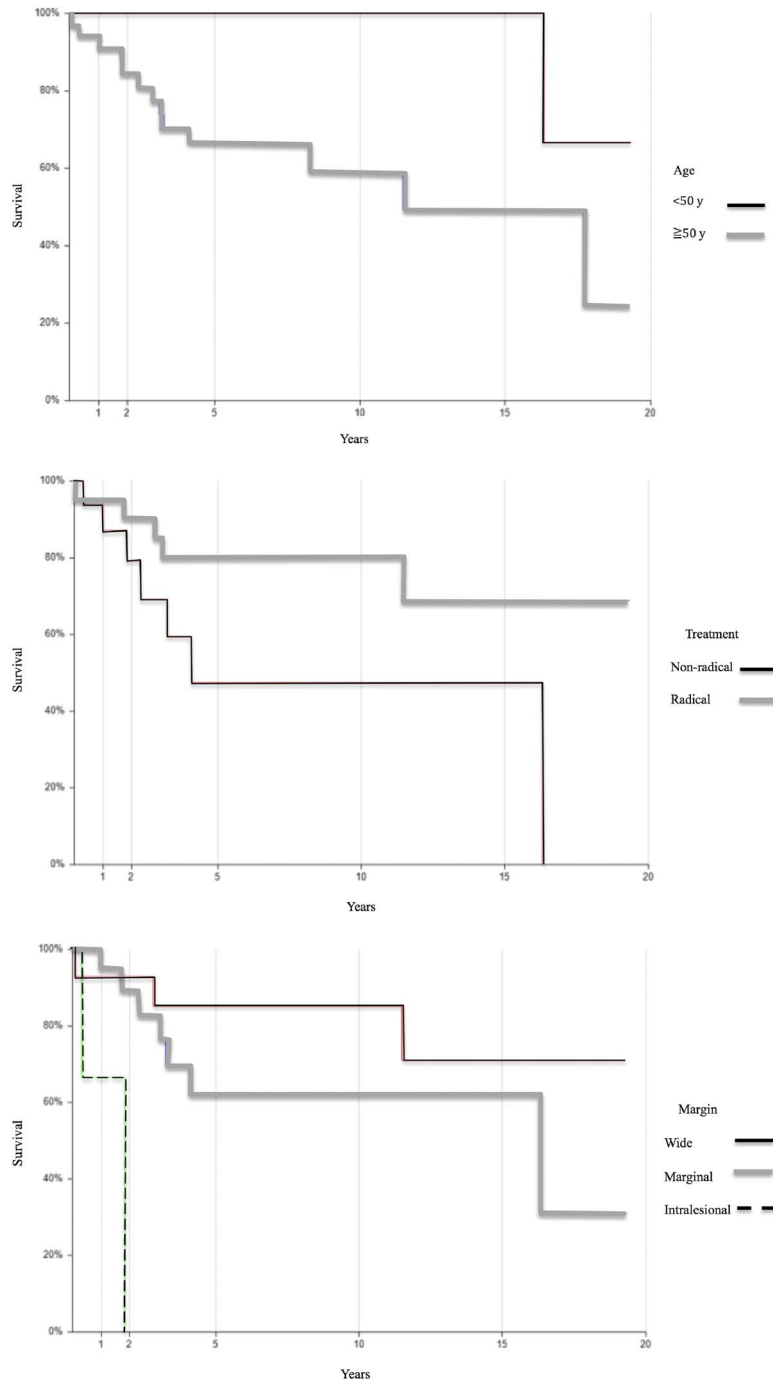 100%
80%
60%
40%
20%
0%
Survival
1 2 5 10 15 20
Years
Age
<50 y
≧50 y
100%
80%
60%
40%
20%
0%
Survival
1 2 5 10 15 20
Years
Treatment
Non-radical
Radical
100%
80%
60%
40%
20%
0%
Survival
1 2 5 10 15 20
Years
Margin
Wide
Marginal
Intralesional